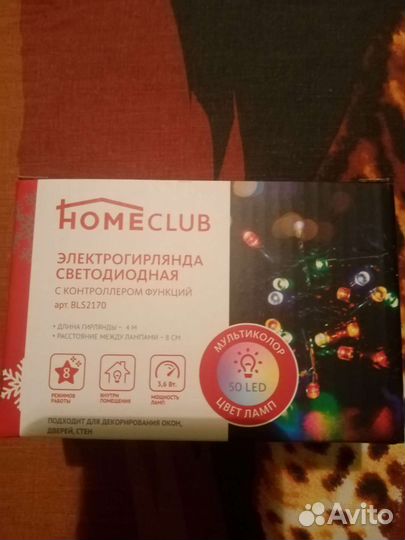 HOMECLUB
ЭЛЕКТРОГИРЛЯНДА
СВЕТОДИОДНАЯ
С КОНТРОЛЛЕРОМ ФУНКЦИЙ
арт. BLS2170
• ДЛИНА ГИРЛЯНДЫ – 4 М
• РАССТОЯНИЕ МЕЖДУ ЛАМПАМИ – 8 СМ
8
РЕЖИМОВ
РАБОТЫ
ВНУТРИ
ПОМЕЩЕНИЯ
3,6 Вт.
МОЩНОСТЬ
ЛАМП
МУЛЬТИКОЛОР
50 LED
ЦВЕТ ЛАМП
ПОДХОДИТ ДЛЯ ДЕКОРИРОВАНИЯ ОКОН,
ДВЕРЕЙ, СТЕН
Avito